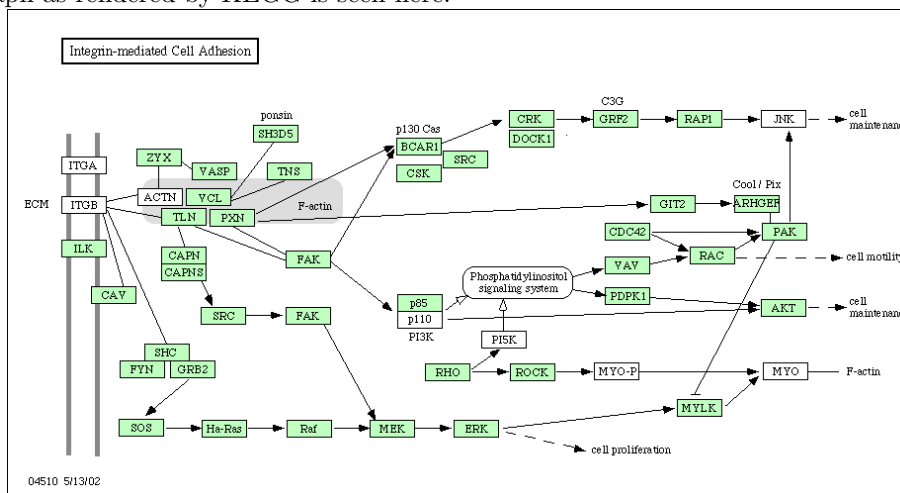 aph as rendered by KEGG is seen here.
Integrin-mediated Cell Adhesion
C3G
ponsin
CRK
GRF2
RAP1
JNK
cell
maintenanc
p130 Cas
SH3D5
DOCK1
BCAR1
ZYX
SRC
ITGA
VASP
TNS
CSK
Cool / Pix
ACTN
VCL
ECM
ITGB
F-actin
GIT2
ARHGEF
TLN
PXN
CDC42
PAK
ILK
CAPN
FAK
RAC
cell motility
CAPNS
VAV
Phosphatidylinositol
signaling system
CAV
p85
PDPK1
cell
maintenanc
AKT
SRC
FAK
p110
PI3K
PI5K
SHC
FYN
GRB2
RHO
ROCK
MYO-P
MYO
F-actin
MYLK
SOS
Ha-Ras
Raf
MEK
ERK
cell proliferation
04510 5/13/02